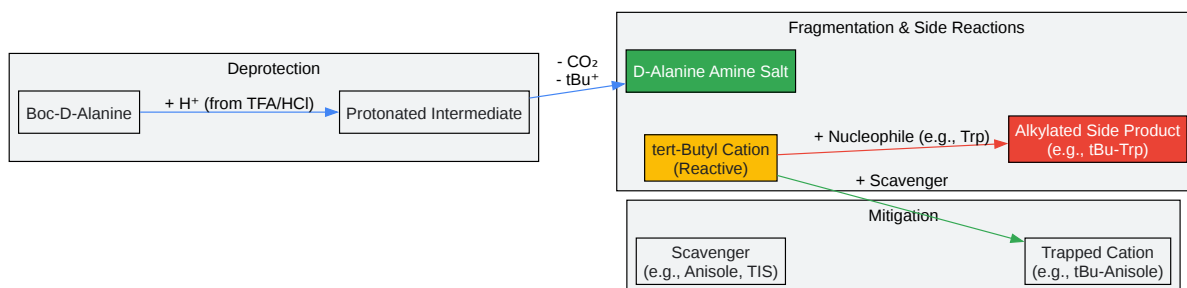 Fragmentation & Side Reactions
Deprotection
- CO₂
- tBu⁺
D-Alanine Amine Salt
Boc-D-Alanine
+ H⁺ (from TFA/HCl)
Protonated Intermediate
tert-Butyl Cation
(Reactive)
+ Nucleophile (e.g., Trp)
Alkylated Side Product
(e.g., tBu-Trp)
+ Scavenger
Mitigation
Scavenger
(e.g., Anisole, TIS)
Trapped Cation
(e.g., tBu-Anisole)